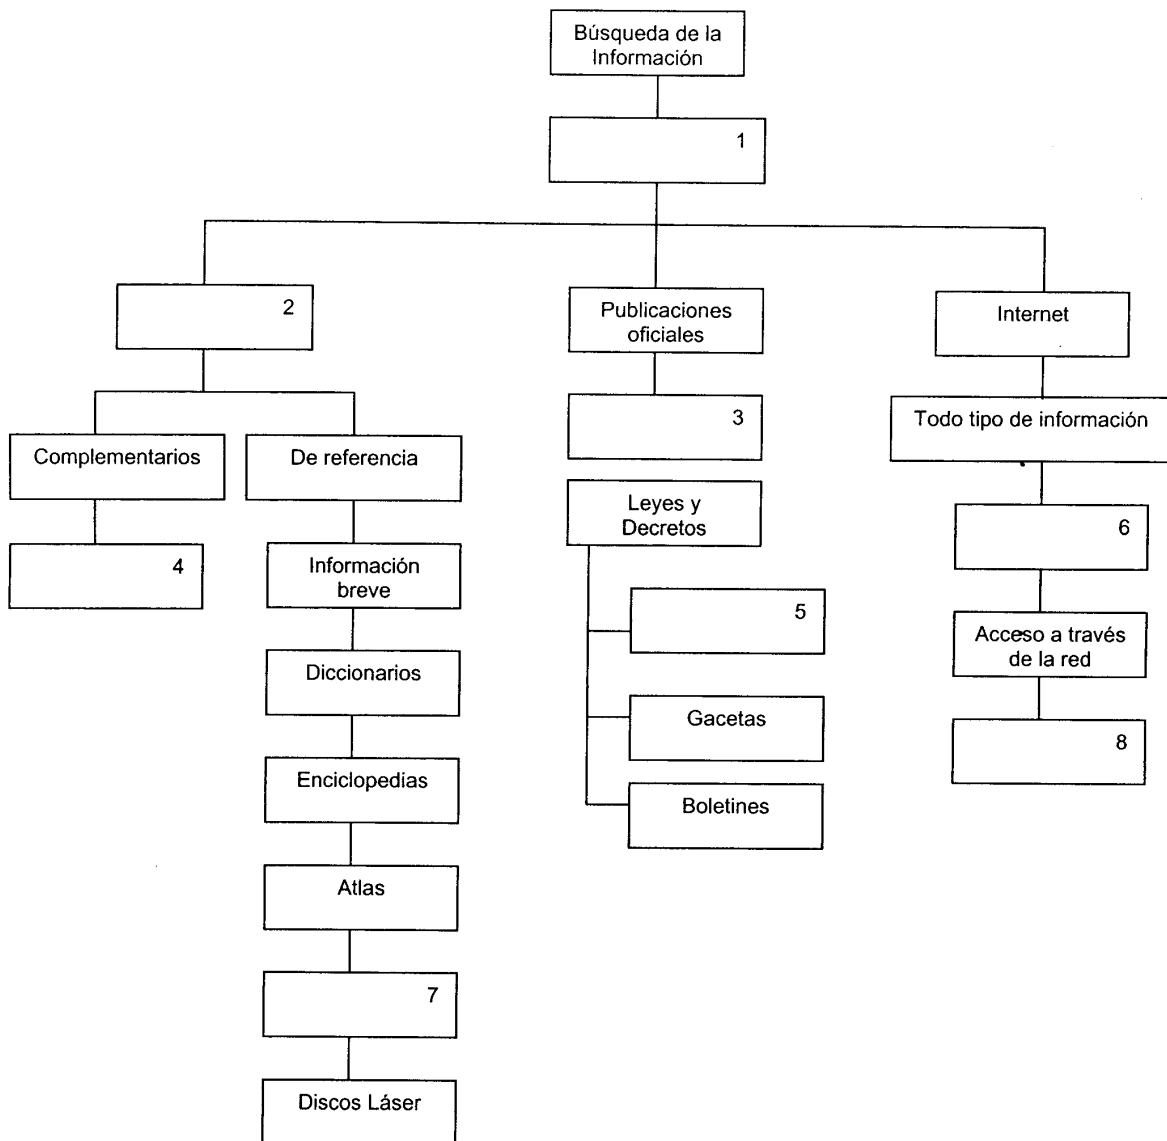 Búsqueda de la
Información
1
2
Publicaciones
oficiales
Internet
3
Todo tipo de información
Complementarios
De referencia
Leyes y
Decretos
6
4
Información
breve
5
Acceso a través
de la red
Diccionarios
Gacetas
8
Enciclopedias
Boletines
Atlas
7
Discos Láser